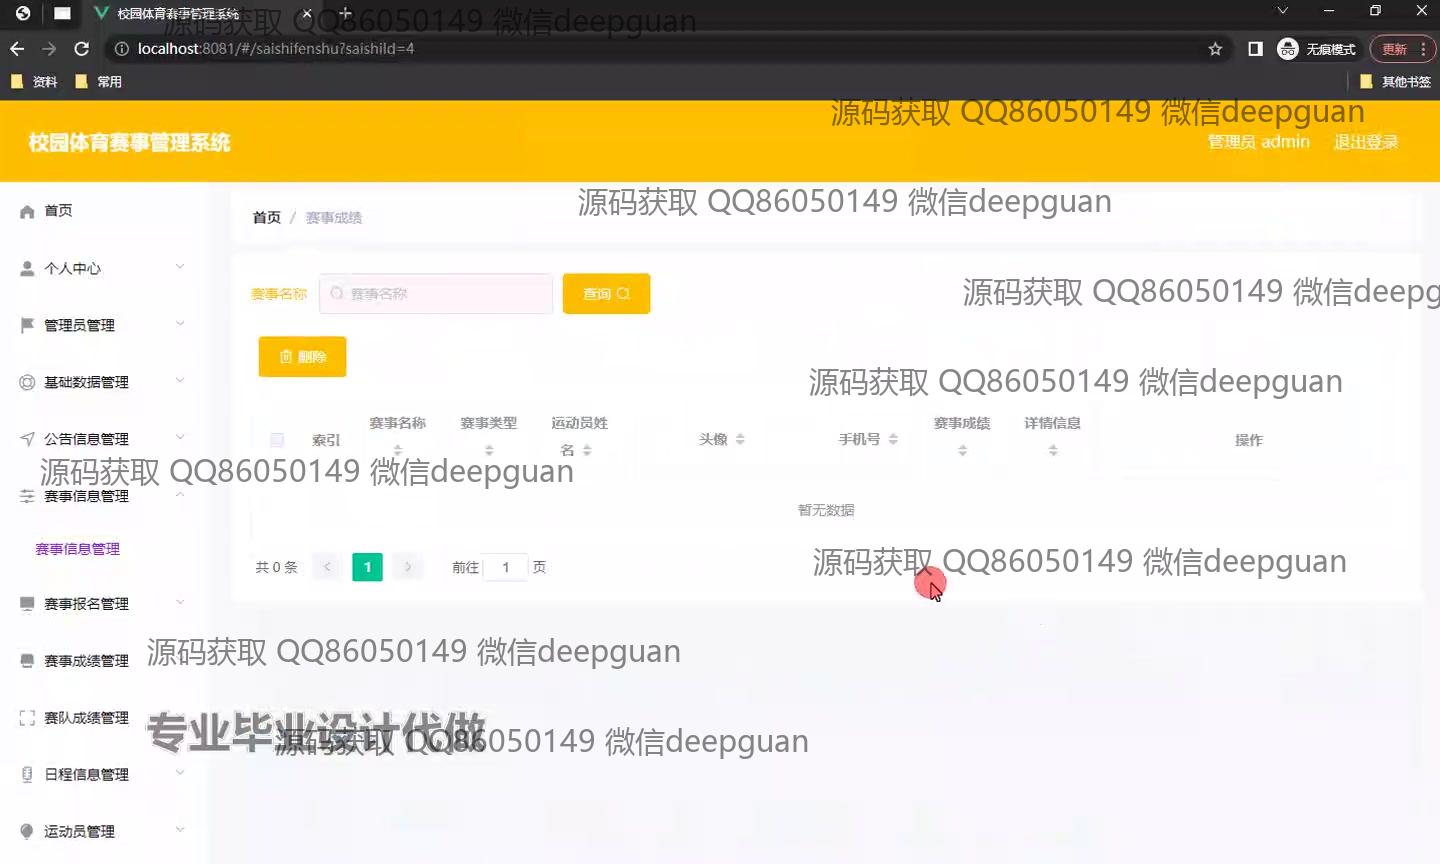 校园体育赛事管理系统
源码获取 QQ86050149 微信deepguan
localhost:8081/#/saishifenshu?saishiId=4
无痕模式
更新
资料
常用
其他书签
源码获取 QQ86050149 微信deepguan
校园体育赛事管理系统
管理员 admin
退出登录
源码获取 QQ86050149 微信deepguan
首页
首页 / 赛事成绩
个人中心
赛事名称
赛事名称
查询
源码获取 QQ86050149 微信deepg
管理员管理
删除
基础数据管理
源码获取 QQ86050149 微信deepguan
索引
赛事名称
赛事类型
运动员姓名
头像
手机号
赛事成绩
详情信息
操作
公告信息管理
源码获取 QQ86050149 微信deepguan
赛事信息管理
暂无数据
赛事信息管理
共 0 条
1
前往 1 页
源码获取 QQ86050149 微信deepguan
赛事报名管理
赛事成绩管理
源码获取 QQ86050149 微信deepguan
赛队成绩管理
专业毕业设计代做
源码获取 QQ86050149 微信deepguan
日程信息管理
运动员管理